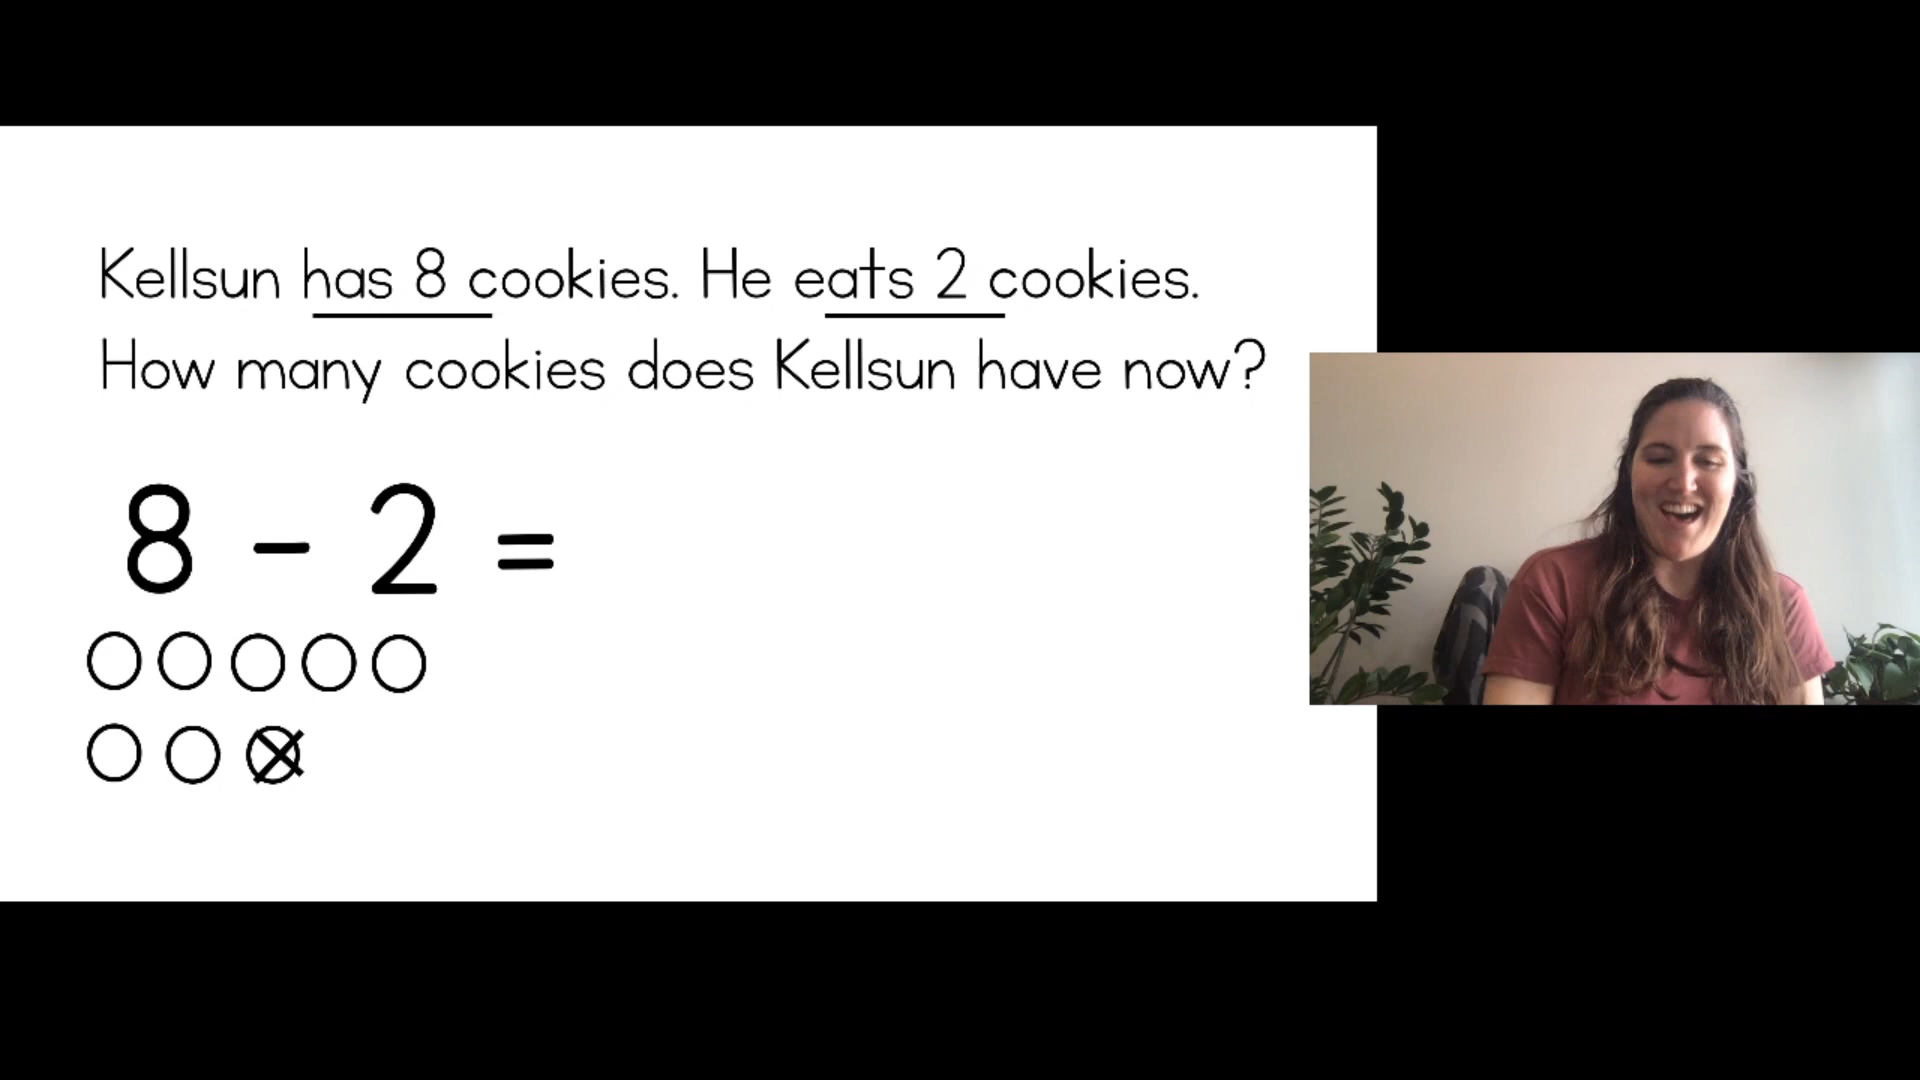 Kellsun has 8 cookies. He eats 2 cookies.
How many cookies does Kellsun have now?
8 - 2 =